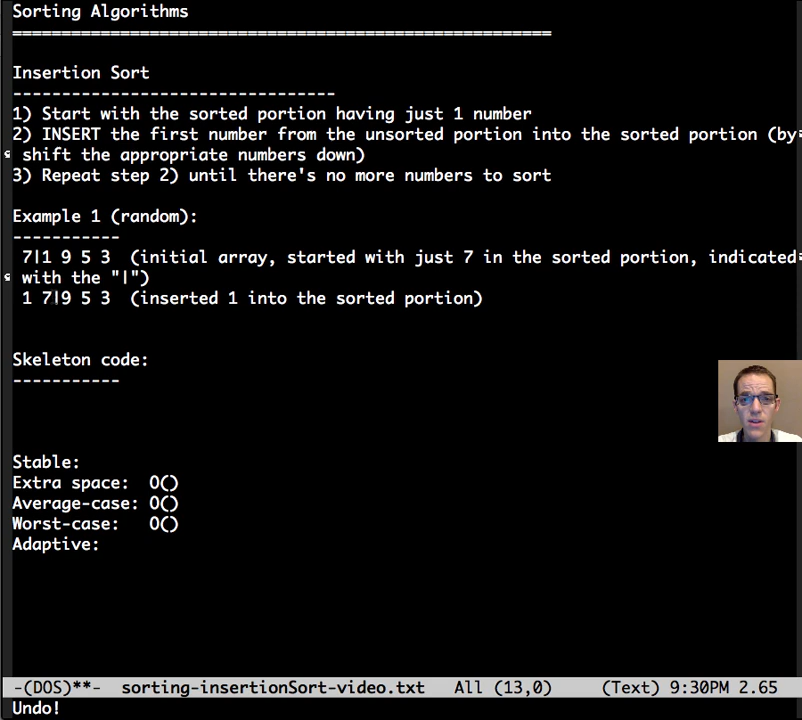 Sorting Algorithms
=======================================================
Insertion Sort
---------------------------------
1) Start with the sorted portion having just 1 number
2) INSERT the first number from the unsorted portion into the sorted portion (by
shift the appropriate numbers down)
3) Repeat step 2) until there's no more numbers to sort
Example 1 (random):
-----------
7|1 9 5 3  (initial array, started with just 7 in the sorted portion, indicated
with the "|")
1 7|9 5 3  (inserted 1 into the sorted portion)
Skeleton code:
-----------
Stable:
Extra space:  O()
Average-case: O()
Worst-case:   O()
Adaptive:
-(DOS)**-  sorting-insertionSort-video.txt   All (13,0)     (Text) 9:30PM 2.65
Undo!